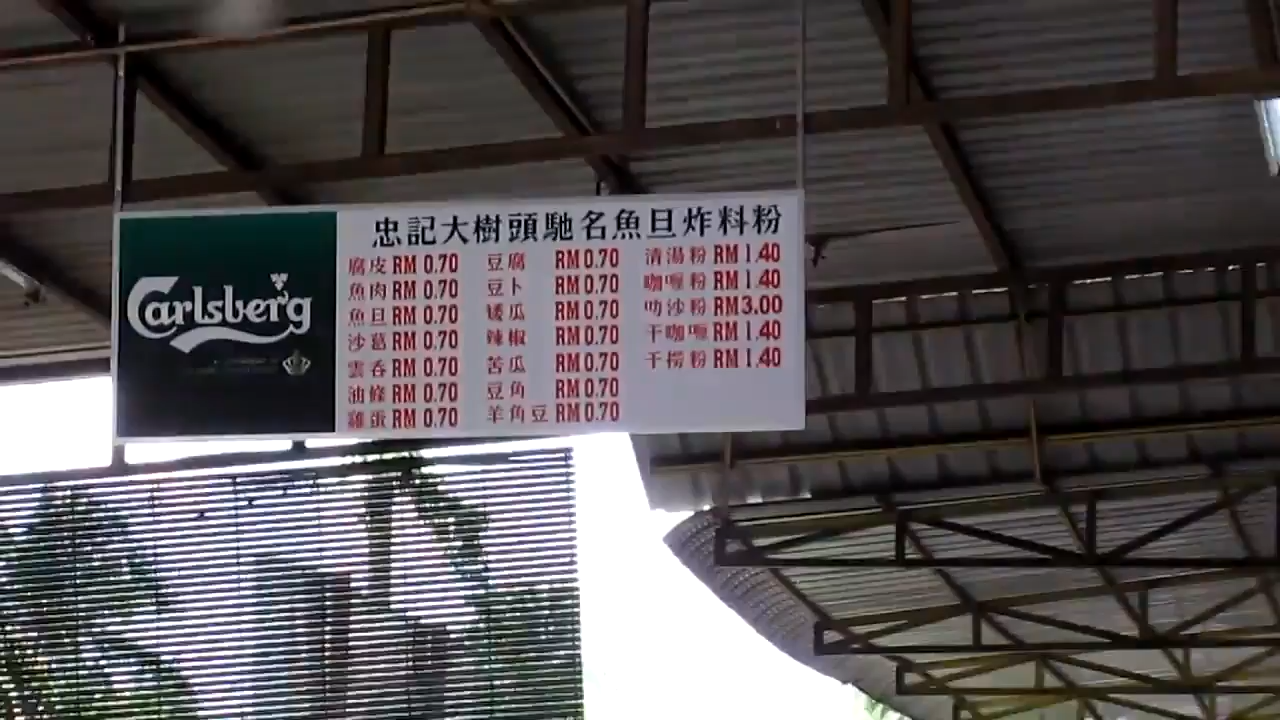 Carlsberg
忠記大樹頭馳名魚旦炸料粉
腐皮 RM 0.70 豆腐 RM 0.70 清湯粉 RM 1.40
魚肉 RM 0.70 豆卜 RM 0.70 咖喱粉 RM 1.40
魚旦 RM 0.70 矮瓜 RM 0.70 叻沙粉 RM 3.00
沙葛 RM 0.70 辣椒 RM 0.70 干咖喱 RM 1.40
雲吞 RM 0.70 苦瓜 RM 0.70 干捞粉 RM 1.40
油條 RM 0.70 豆角 RM 0.70
雞蛋 RM 0.70 羊角豆 RM 0.70